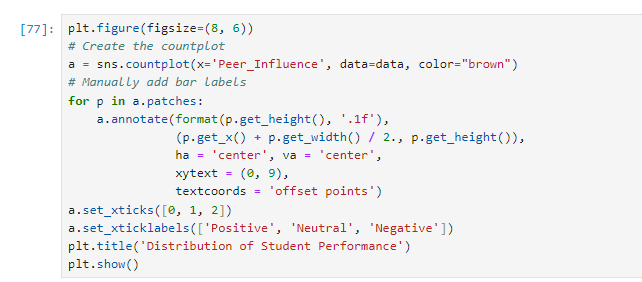 [77]: plt.figure(figsize=(8, 6))
# Create the countplot
a = sns.countplot(x='Peer_Influence', data=data, color="brown")
# Manually add bar labels
for p in a.patches:
    a.annotate(format(p.get_height(), '.1f'),
               (p.get_x() + p.get_width() / 2., p.get_height()),
               ha = 'center', va = 'center',
               xytext = (0, 9),
               textcoords = 'offset points')
a.set_xticks([0, 1, 2])
a.set_xticklabels(['Positive', 'Neutral', 'Negative'])
plt.title('Distribution of Student Performance')
plt.show()